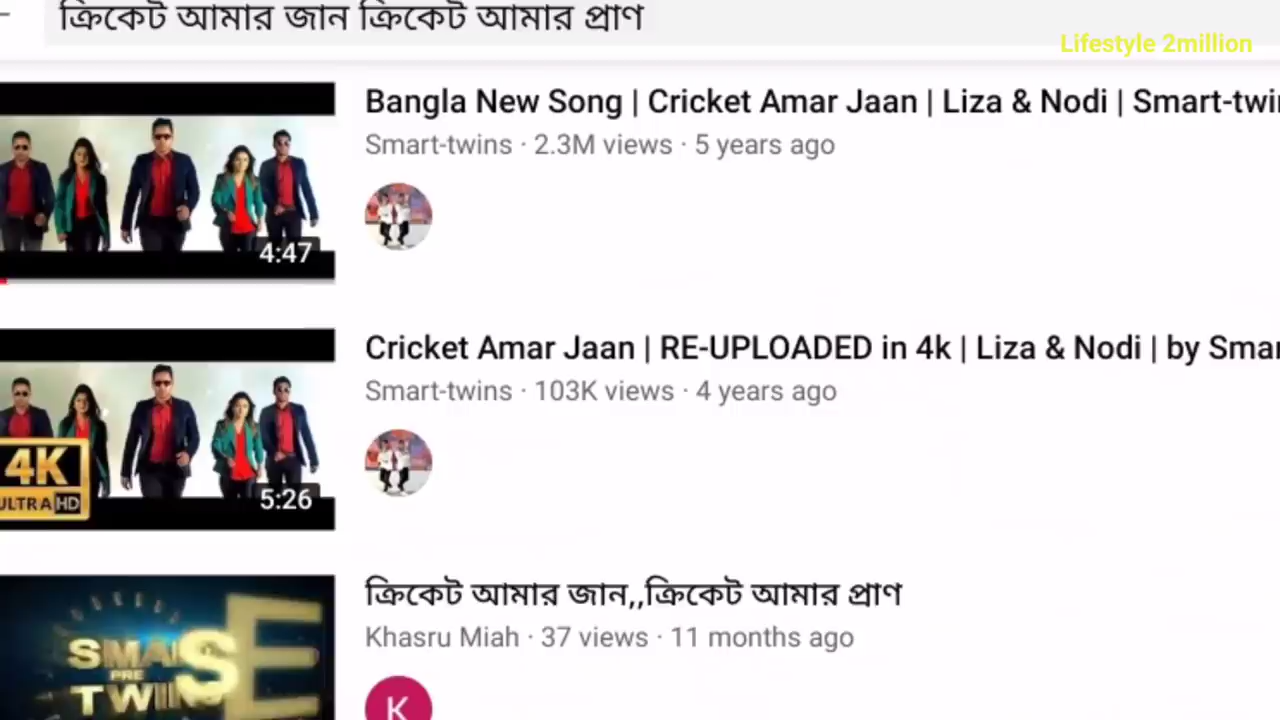 ক্রিকেট আমার জান ক্রিকেট আমার প্রাণ
Lifestyle 2million
Bangla New Song | Cricket Amar Jaan | Liza & Nodi | Smart-twi
Smart-twins · 2.3M views · 5 years ago
4:47
Cricket Amar Jaan | RE-UPLOADED in 4k | Liza & Nodi | by Smar
Smart-twins · 103K views · 4 years ago
4K
ULTRA HD
5:26
ক্রিকেট আমার জান,,ক্রিকেট আমার প্রাণ
Khasru Miah · 37 views · 11 months ago
SE
PRE
K